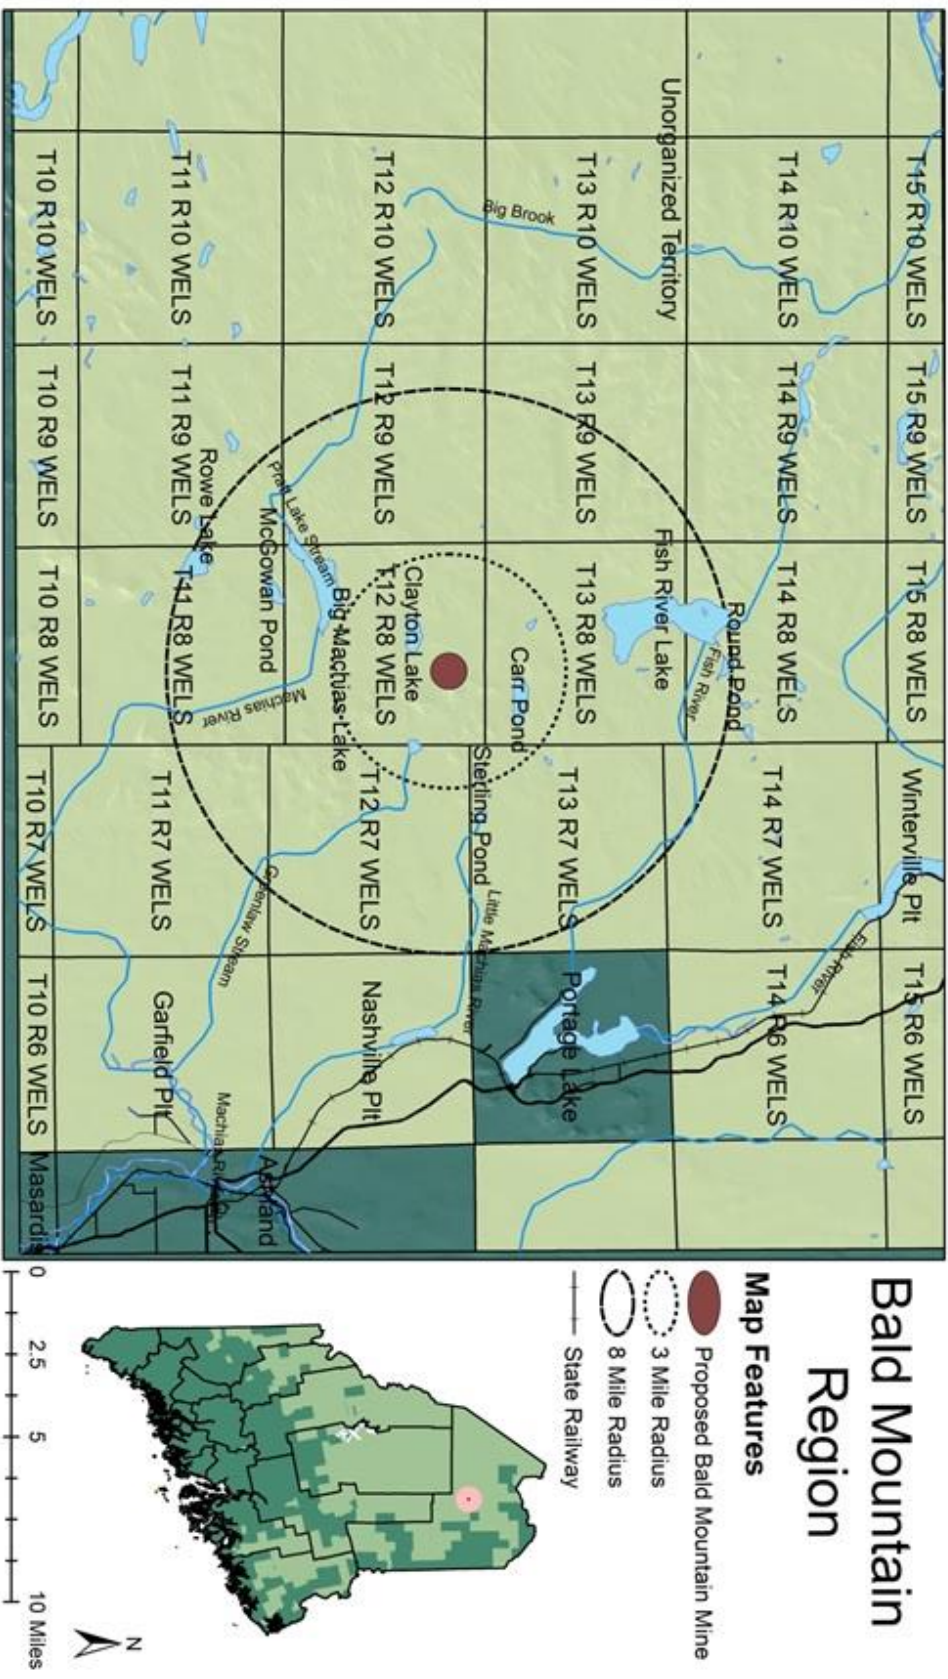 Bald Mountain
Region
Map Features
Proposed Bald Mountain Mine
3 Mile Radius
8 Mile Radius
State Railway
0 2.5 5 10 Miles
N
T15 R10 WELS
T15 R9 WELS
T15 R8 WELS
Winterville Plt
T15 R6 WELS
T14 R10 WELS
T14 R9 WELS
T14 R8 WELS
T14 R7 WELS
T14 R6 WELS
Fish River
Round Pond
Unorganized Territory
Fish River Lake
Fish River
T13 R10 WELS
T13 R9 WELS
T13 R8 WELS
T13 R7 WELS
Portage Lake
Big Brook
Carr Pond
Sterling Pond
Little Machias River
Clayton Lake
T12 R10 WELS
T12 R9 WELS
T12 R8 WELS
T12 R7 WELS
Nashville Plt
Big Machias Lake
Pratt Lake Stream
McGowan Pond
Machias River
Greenlaw Stream
Ashland
Rowe Lake
T11 R10 WELS
T11 R9 WELS
T11 R8 WELS
T11 R7 WELS
Garfield Plt
T10 R10 WELS
T10 R9 WELS
T10 R8 WELS
T10 R7 WELS
T10 R6 WELS
Masardis